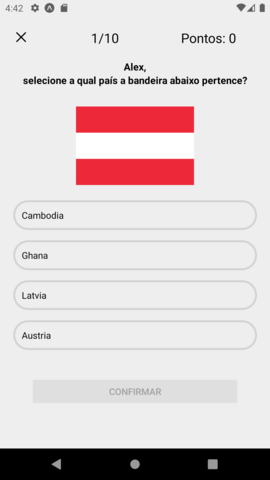 4:42
1/10
Pontos: 0
Alex,
selecione a qual país a bandeira abaixo pertence?
Cambodia
Ghana
Latvia
Austria
CONFIRMAR